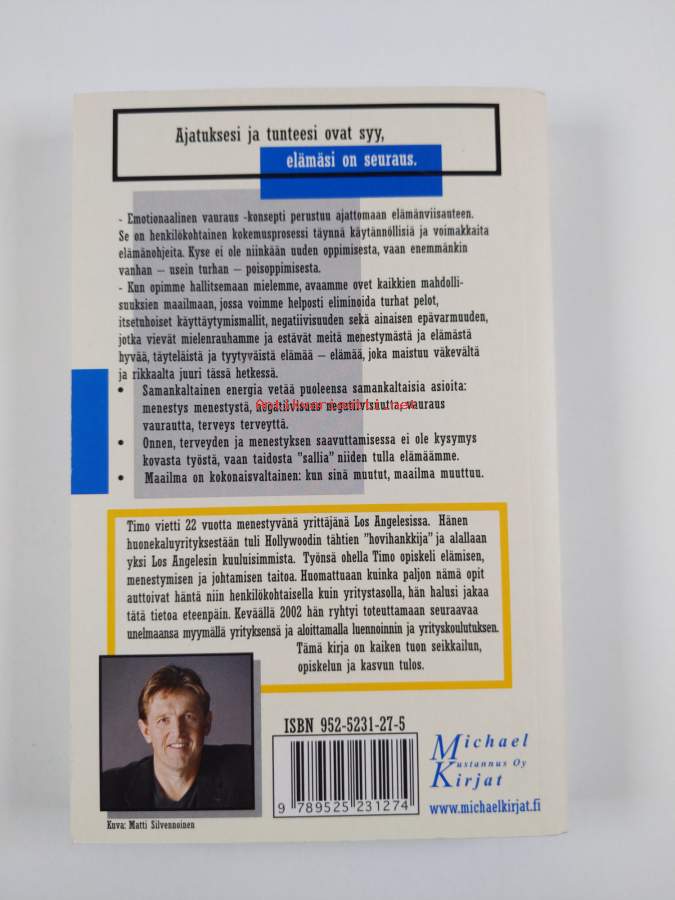 Ajatuksesi ja tunteesi ovat syy,
elämäsi on seuraus.
- Emotionaalinen vauraus -konsepti perustuu ajattomaan elämänviisauteen.
Se on henkilökohtainen kokemusprosessi täynnä käytännöllisiä ja voimakkaita
elämänohjeita. Kyse ei ole niinkään uuden oppimisesta, vaan enemmänkin
vanhan – usein turhan – poisoppimisesta.
- Kun opimme hallitsemaan mielemme, avaamme ovet kaikkien mahdolli-
suuksien maailmaan, jossa voimme helposti eliminoida turhat pelot,
itsetuhoiset käyttäytymismallit, negatiivisuuden sekä ainaisen epävarmuuden,
jotka vievät mielenrauhamme ja estävät meitä menestymästä ja elämästä
hyvää, täyteläistä ja tyytyväistä elämää – elämää, joka maistuu väkevältä
ja rikkaalta juuri tässä hetkessä.
• Samankaltainen energia vetää puoleensa samankaltaisia asioita:
menestys menestystä, negatiivisuus negatiivisuutta, vauraus
vaurautta, terveys terveyttä.
• Onnen, terveyden ja menestyksen saavuttamisessa ei ole kysymys
kovasta työstä, vaan taidosta "sallia" niiden tulla elämäämme.
• Maailma on kokonaisvaltainen: kun sinä muutut, maailma muuttuu.
Timo vietti 22 vuotta menestyvänä yrittäjänä Los Angelesissa. Hänen
huonekaluyrityksestään tuli Hollywoodin tähtien "hovihankkija" ja alallaan
yksi Los Angelesin kuuluisimmista. Työnsä ohella Timo opiskeli elämisen,
menestymisen ja johtamisen taitoa. Huomattuaan kuinka paljon nämä opit
auttoivat häntä niin henkilökohtaisella kuin yritystasolla, hän halusi jakaa
tätä tietoa eteenpäin. Keväällä 2002 hän ryhtyi toteuttamaan seuraavaa
unelmaansa myymällä yrityksensä ja aloittamalla luennoinnin ja yrityskoulutuksen.
Tämä kirja on kaiken tuon seikkailun,
opiskelun ja kasvun tulos.
ISBN 952-5231-27-5
9 789525 231274
Michael
Kustannus Oy
Kirjat
www.michaelkirjat.fi
Kuva: Matti Silvennoinen